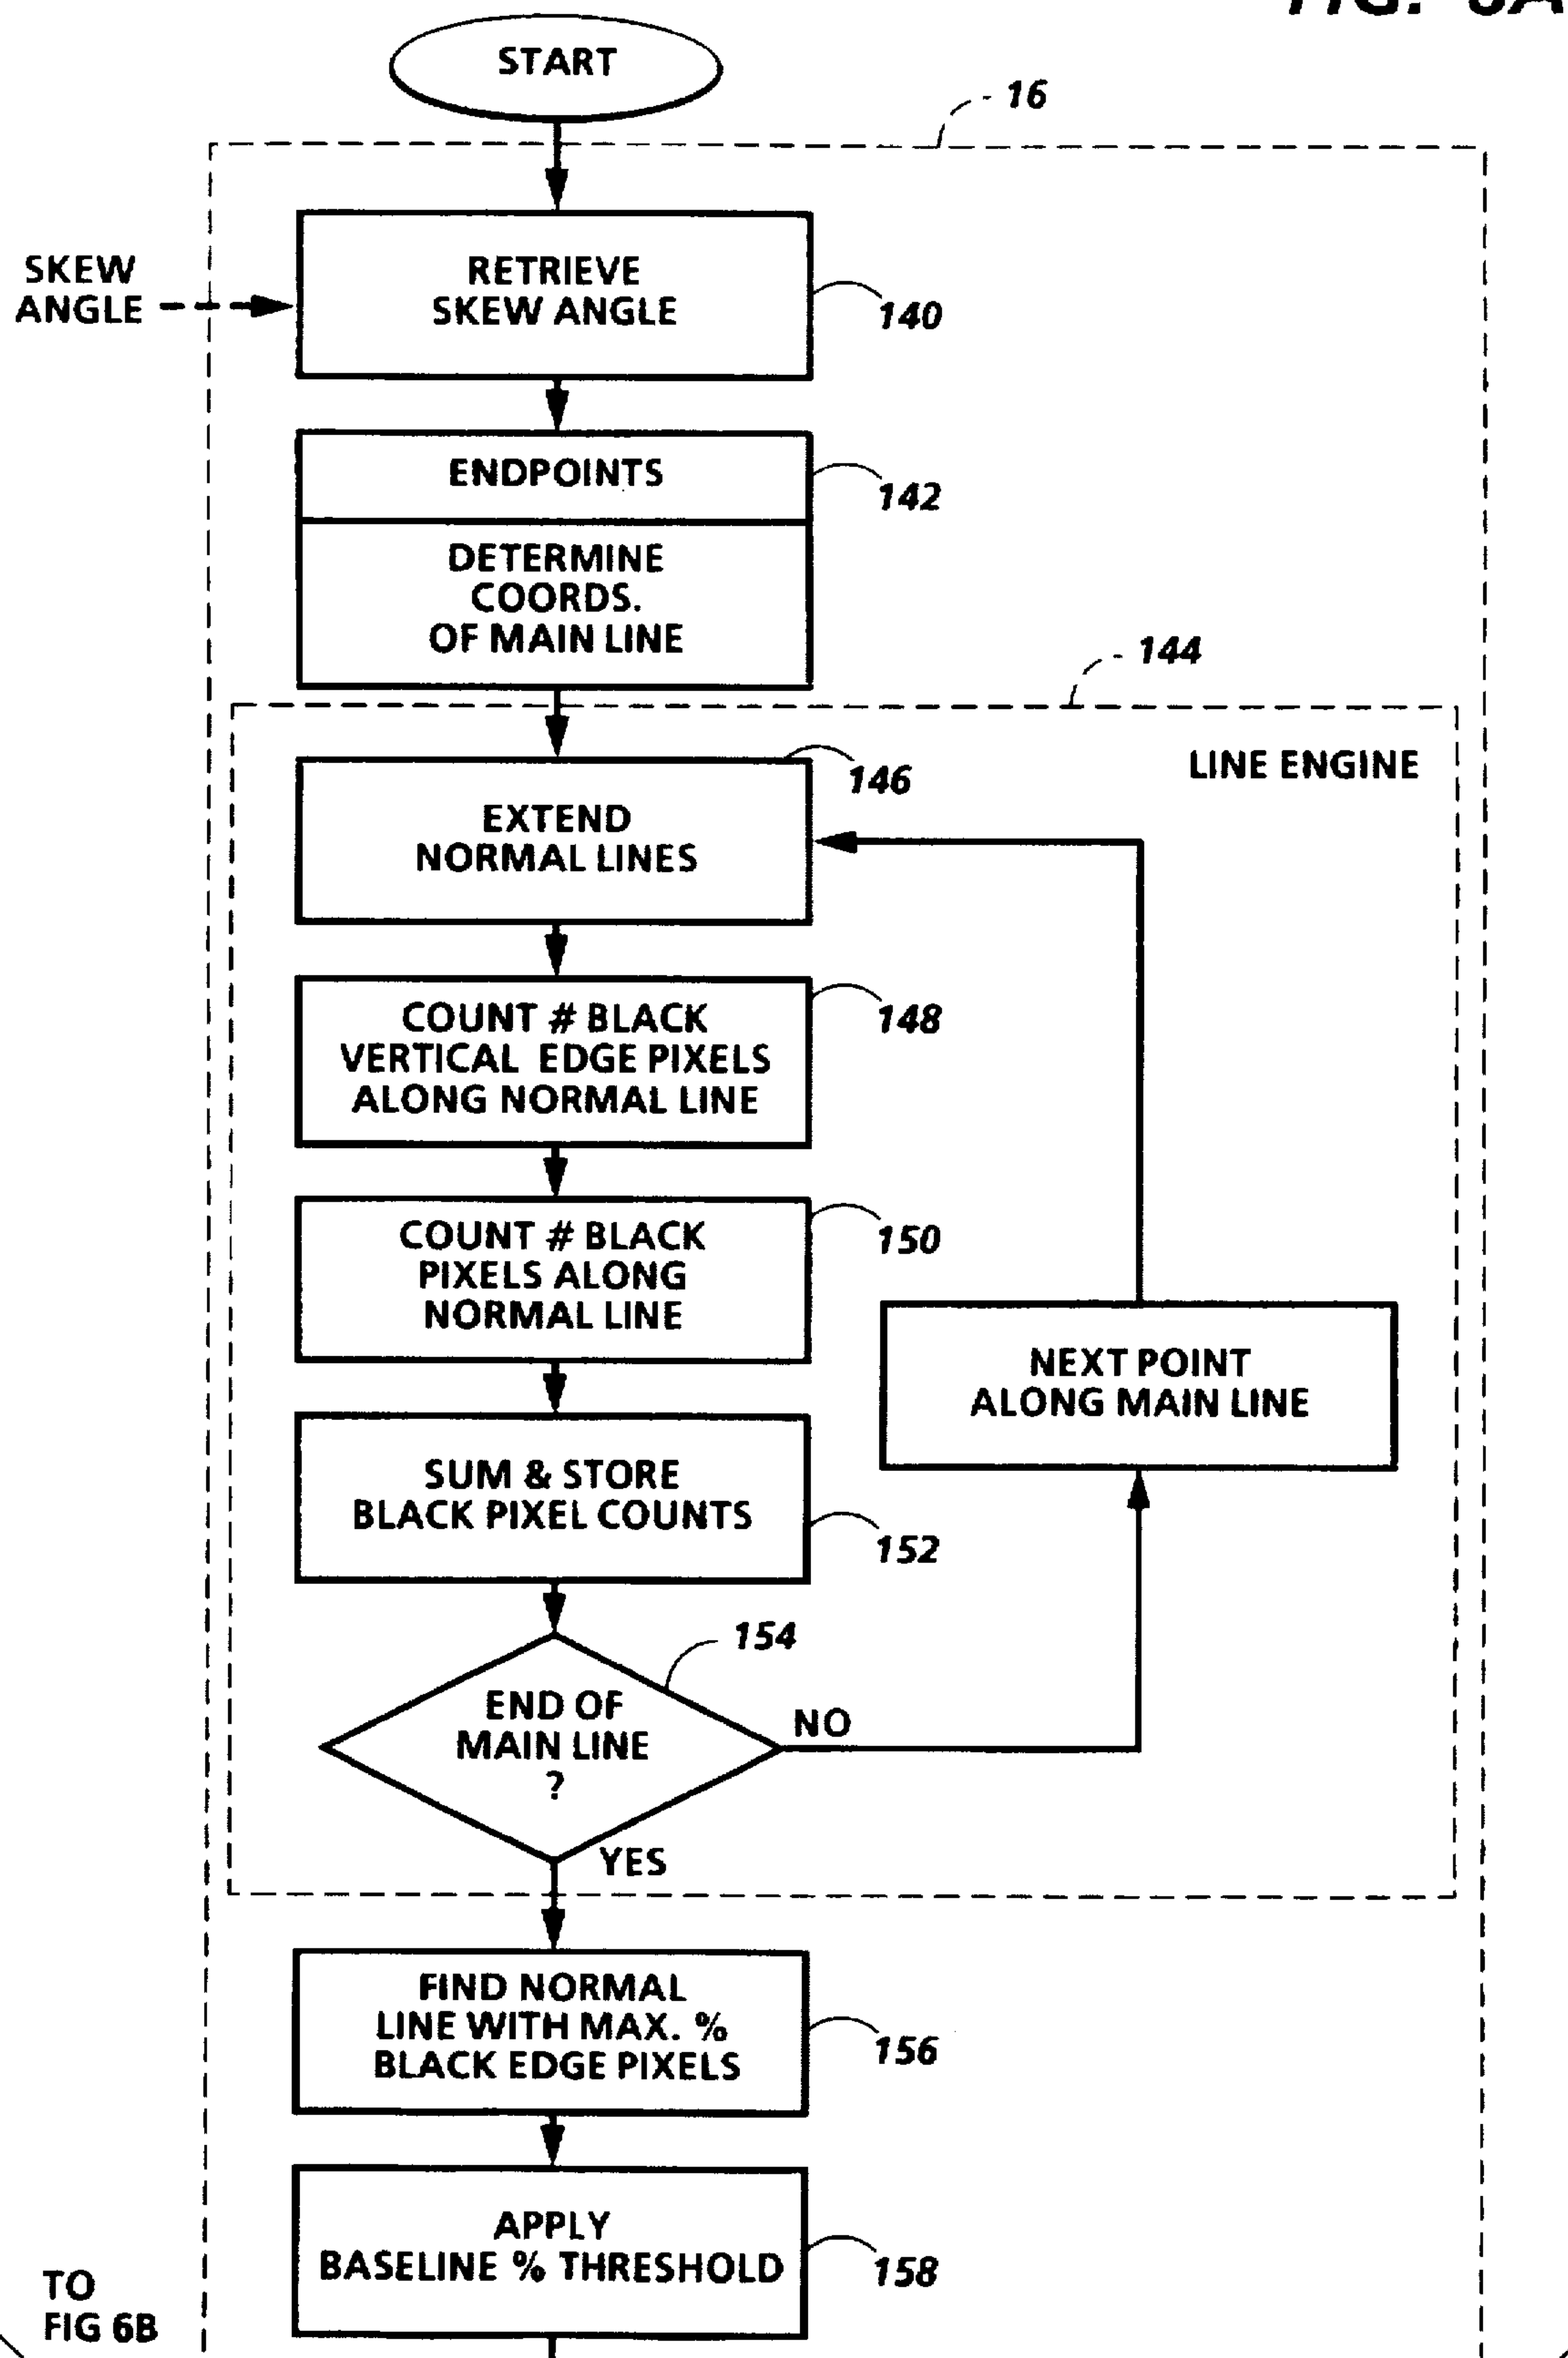 START
16
SKEW
ANGLE
RETRIEVE
SKEW ANGLE
140
ENDPOINTS
142
DETERMINE
COORDS.
OF MAIN LINE
144
LINE ENGINE
146
EXTEND
NORMAL LINES
COUNT # BLACK
VERTICAL EDGE PIXELS
ALONG NORMAL LINE
148
COUNT # BLACK
PIXELS ALONG
NORMAL LINE
150
NEXT POINT
ALONG MAIN LINE
SUM & STORE
BLACK PIXEL COUNTS
152
154
END OF
MAIN LINE
?
NO
YES
FIND NORMAL
LINE WITH MAX. %
BLACK EDGE PIXELS
156
APPLY
BASELINE % THRESHOLD
158
TO
FIG 6B